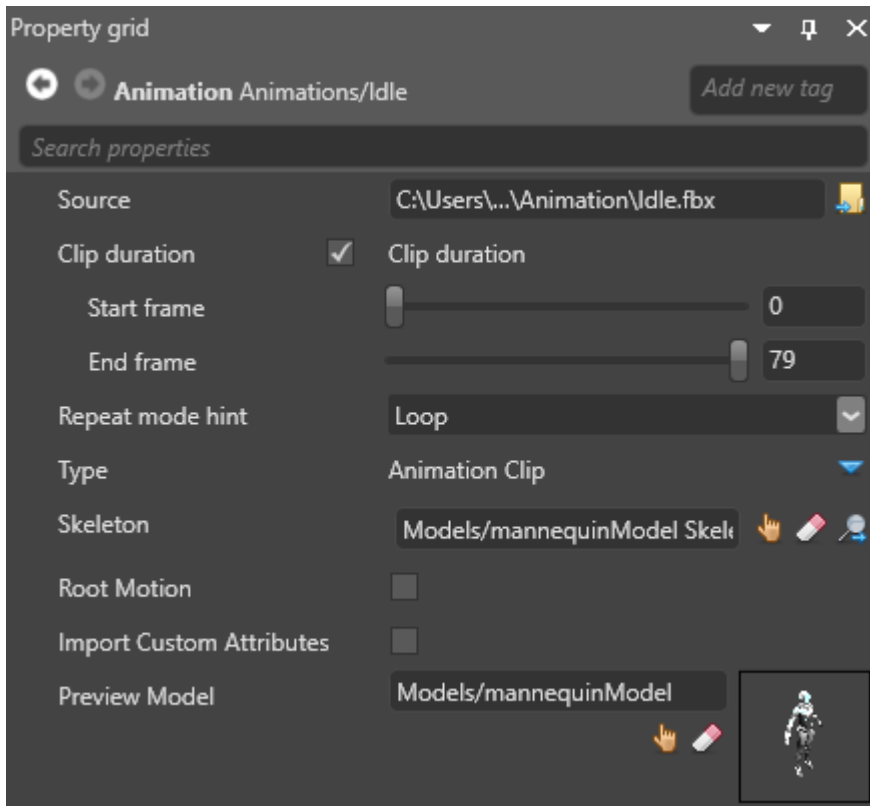 Property grid
Animation Animations/Idle
Add new tag
Search properties
Source C:\Users\...\Animation\Idle.fbx
Clip duration Clip duration
Start frame 0
End frame 79
Repeat mode hint Loop
Type Animation Clip
Skeleton Models/mannequinModel Skele
Root Motion
Import Custom Attributes
Preview Model Models/mannequinModel